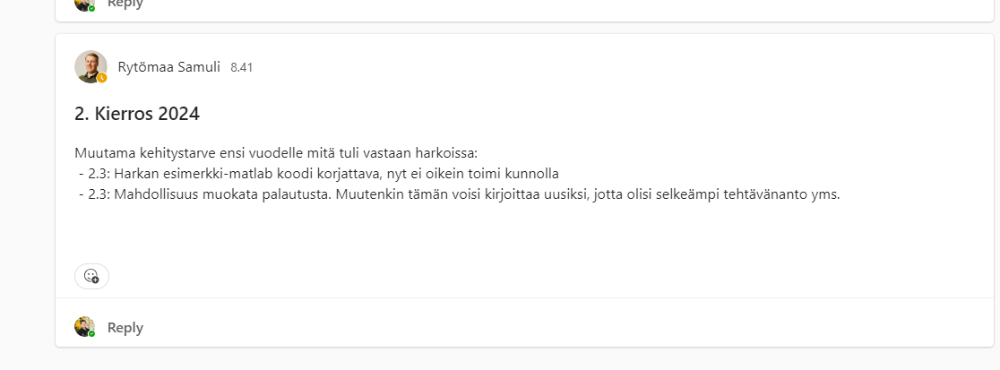 Reply
Rytömaa Samuli 8.41
2. Kierros 2024
Muutama kehitystarve ensi vuodelle mitä tuli vastaan harkoissa:
- 2.3: Harkan esimerkki-matlab koodi korjattava, nyt ei oikein toimi kunnolla
- 2.3: Mahdollisuus muokata palautusta. Muutenkin tämän voisi kirjoittaa uusiksi, jotta olisi selkeämpi tehtävänanto yms.
Reply